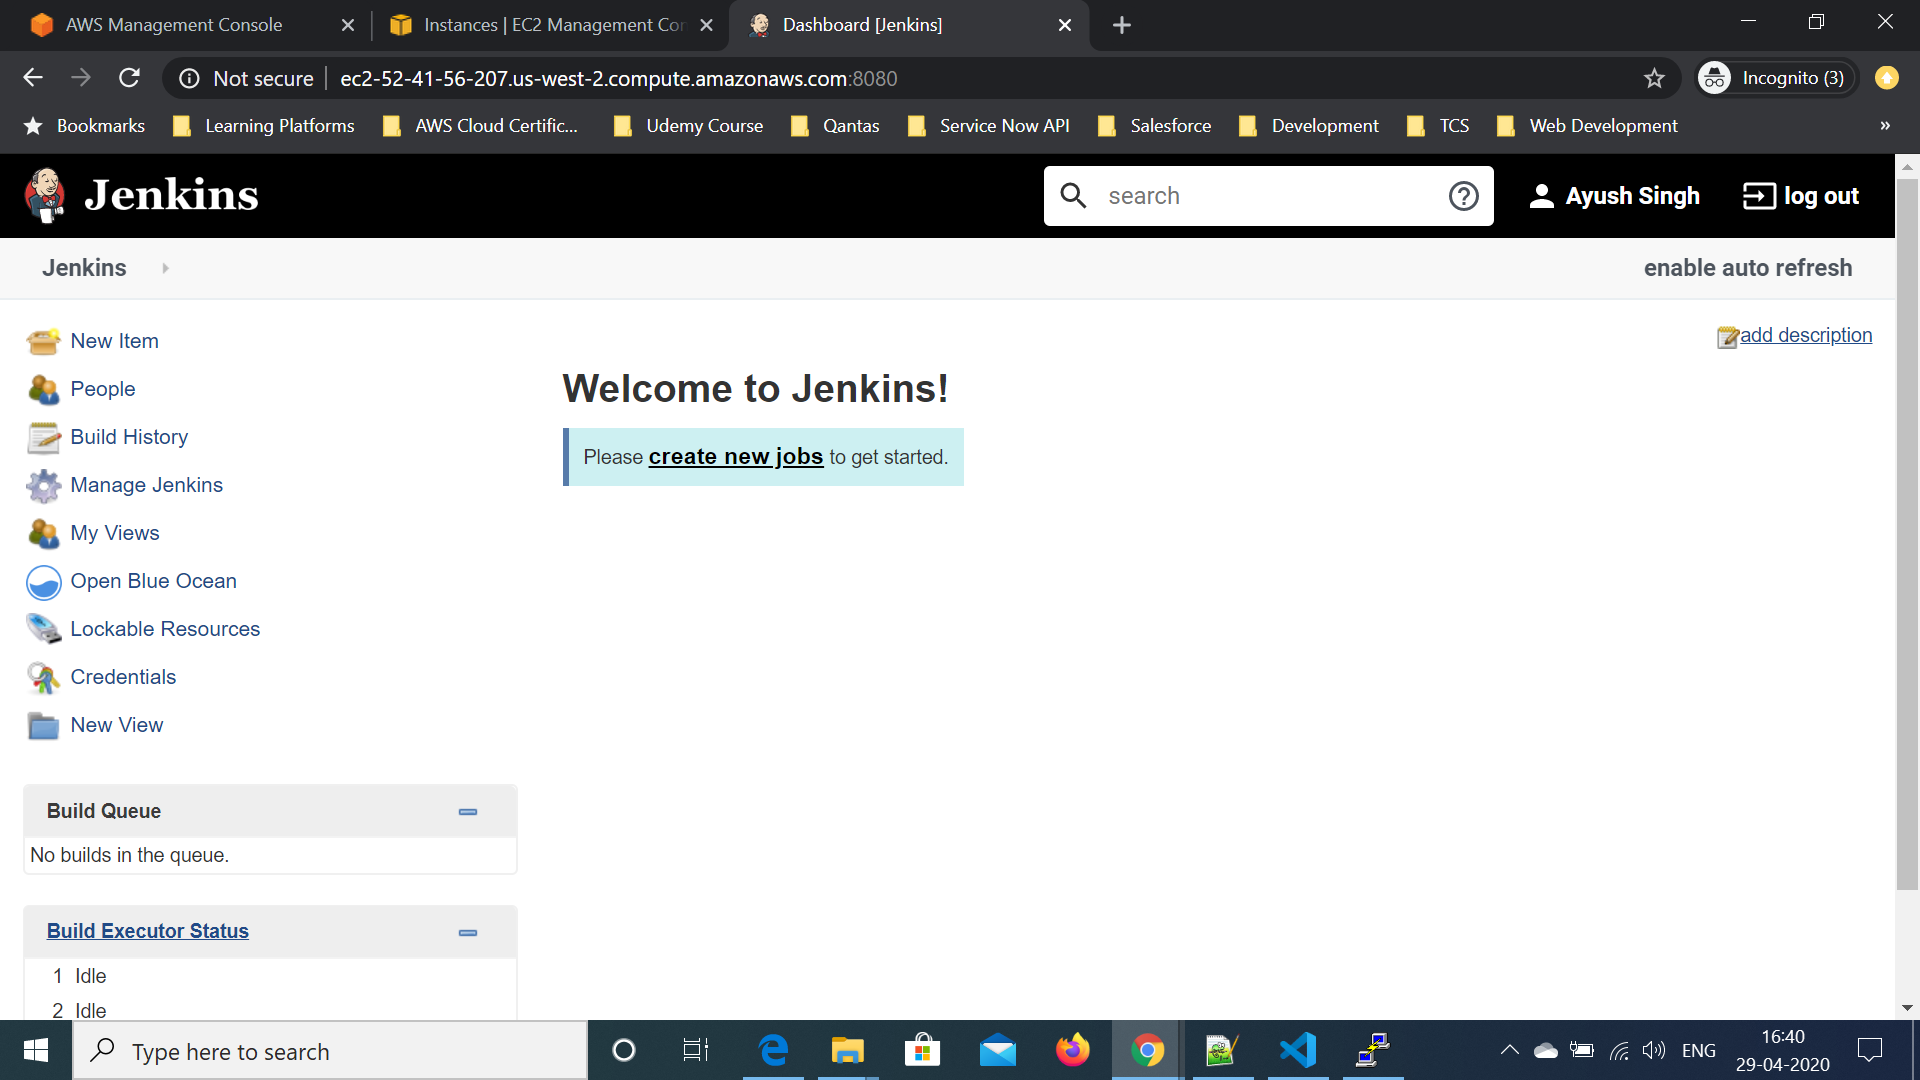 AWS Management Console
Instances | EC2 Management Con
Dashboard [Jenkins]
Not secure
ec2-52-41-56-207.us-west-2.compute.amazonaws.com:8080
Incognito (3)
Bookmarks
Learning Platforms
AWS Cloud Certific...
Udemy Course
Qantas
Service Now API
Salesforce
Development
TCS
Web Development
»
Jenkins
search
Ayush Singh
log out
Jenkins
enable auto refresh
New Item
People
Build History
Manage Jenkins
My Views
Open Blue Ocean
Lockable Resources
Credentials
New View
add description
Welcome to Jenkins!
Please create new jobs to get started.
Build Queue
No builds in the queue.
Build Executor Status
1 Idle
2 Idle
Type here to search
ENG
16:40
29-04-2020